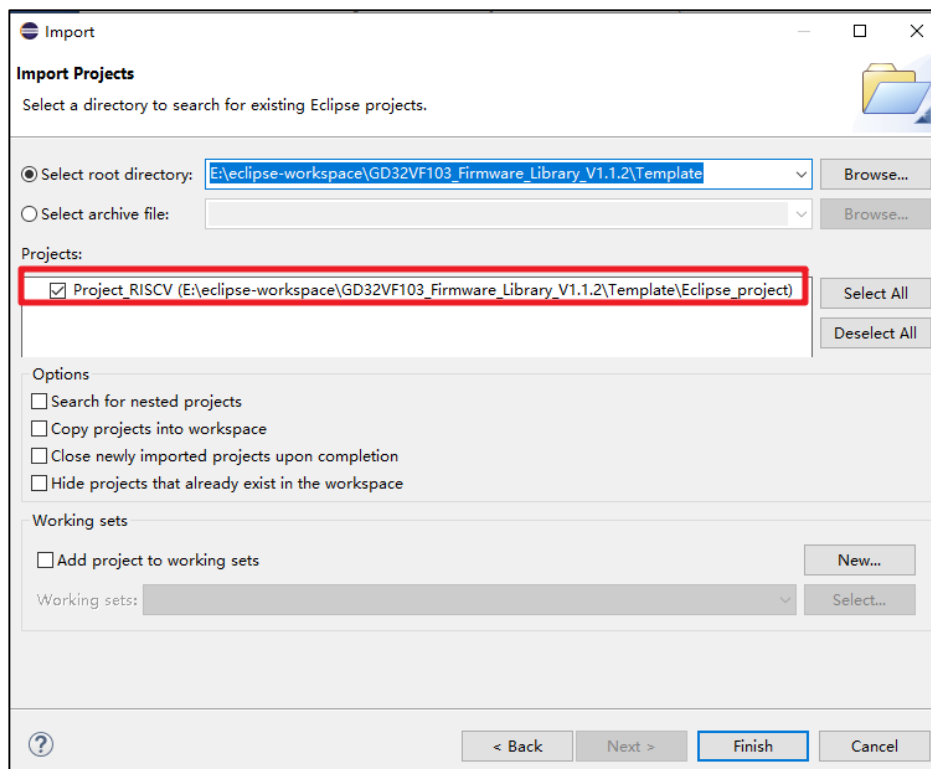 Import
Import Projects
Select a directory to search for existing Eclipse projects.
Select root directory: E:\eclipse-workspace\GD32VF103_Firmware_Library_V1.1.2\Template Browse...
Select archive file: Browse...
Projects:
Project_RISCV (E:\eclipse-workspace\GD32VF103_Firmware_Library_V1.1.2\Template\Eclipse_project) Select All
Deselect All
Options
Search for nested projects
Copy projects into workspace
Close newly imported projects upon completion
Hide projects that already exist in the workspace
Working sets
Add project to working sets New...
Working sets: Select...
? < Back Next > Finish Cancel